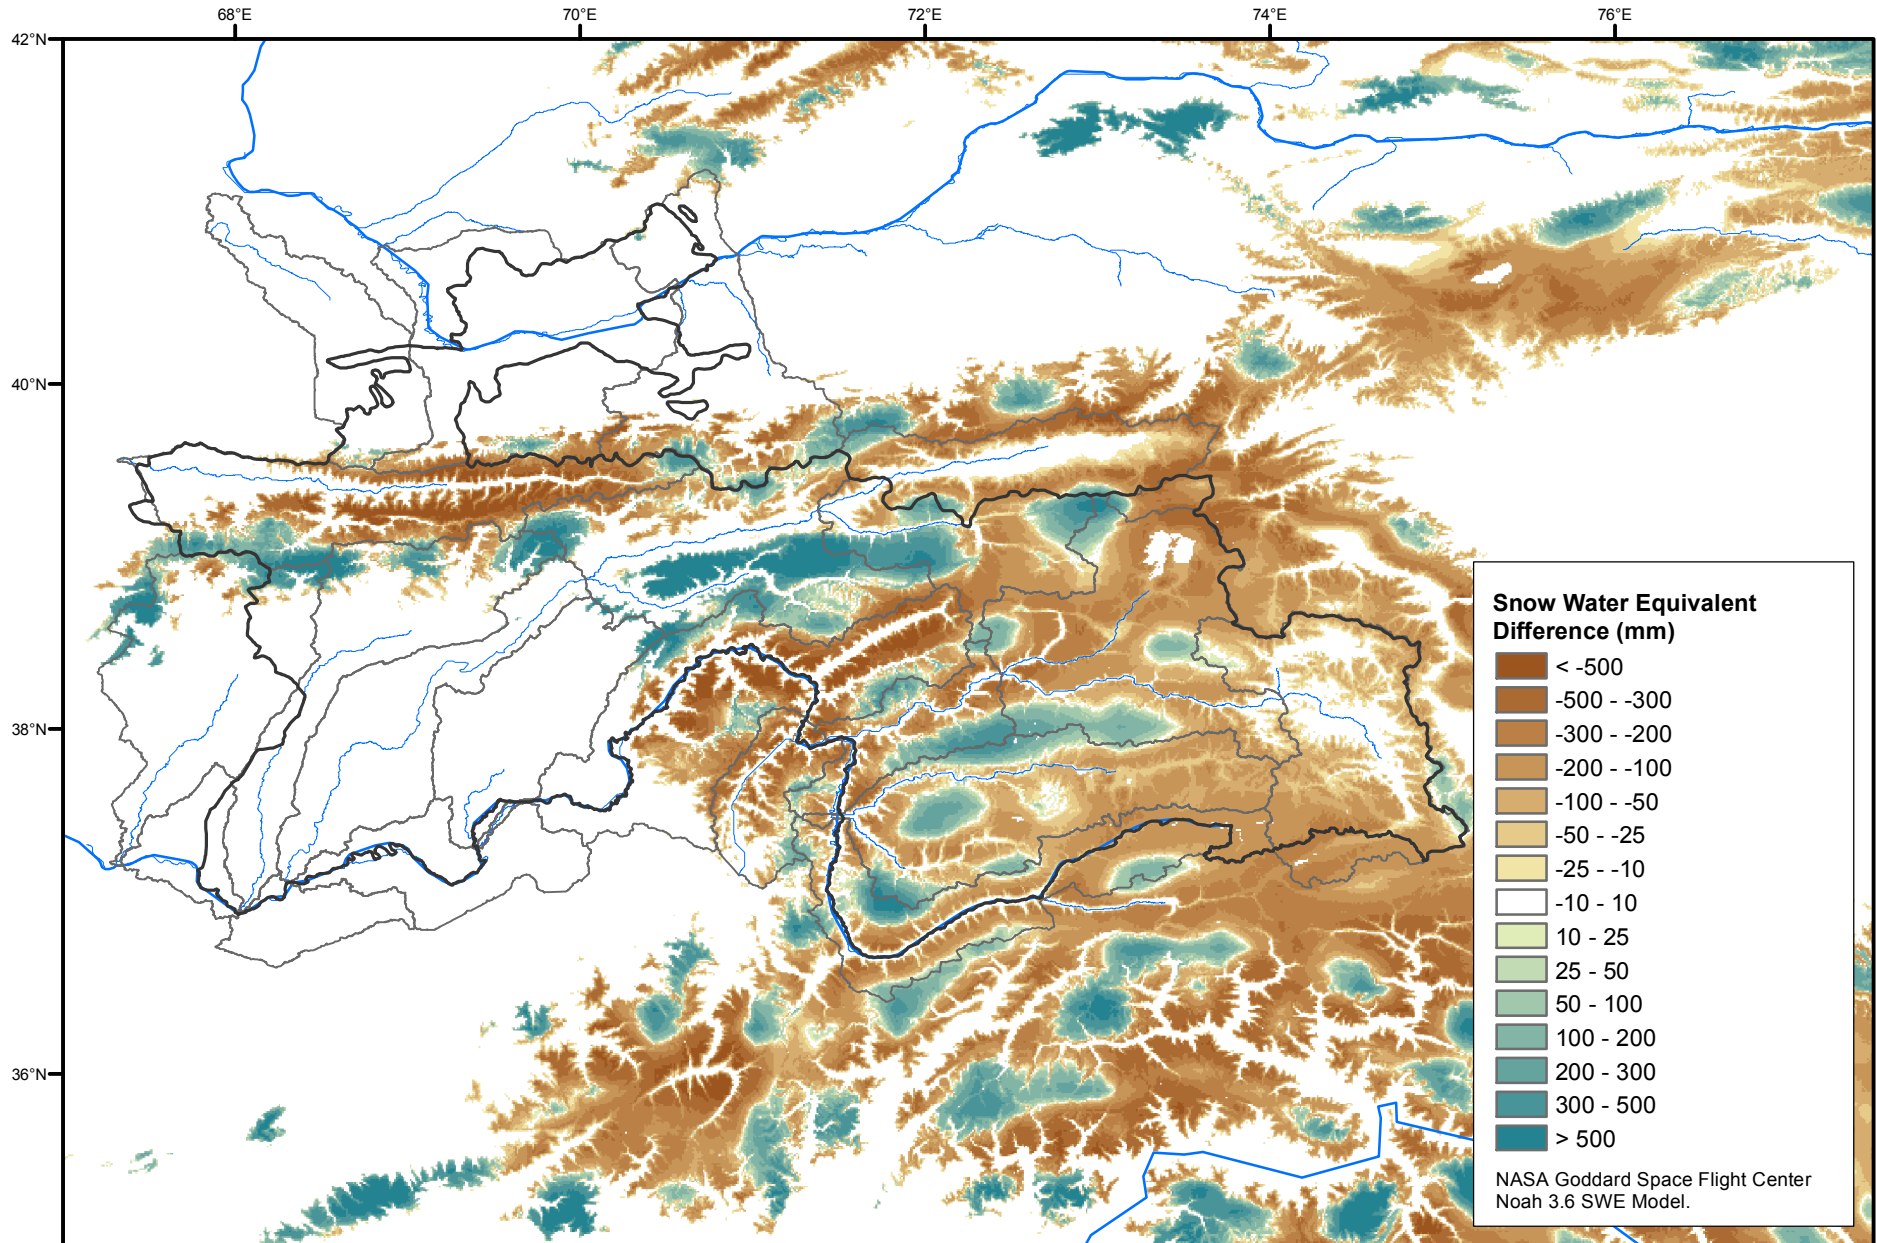 68°E
70°E
72°E
74°E
76°E
42°N
40°N
38°N
36°N
Snow Water Equivalent
Difference (mm)
< -500
-500 - -300
-300 - -200
-200 - -100
-100 - -50
-50 - -25
-25 - -10
-10 - 10
10 - 25
25 - 50
50 - 100
100 - 200
200 - 300
300 - 500
> 500
NASA Goddard Space Flight Center
Noah 3.6 SWE Model.